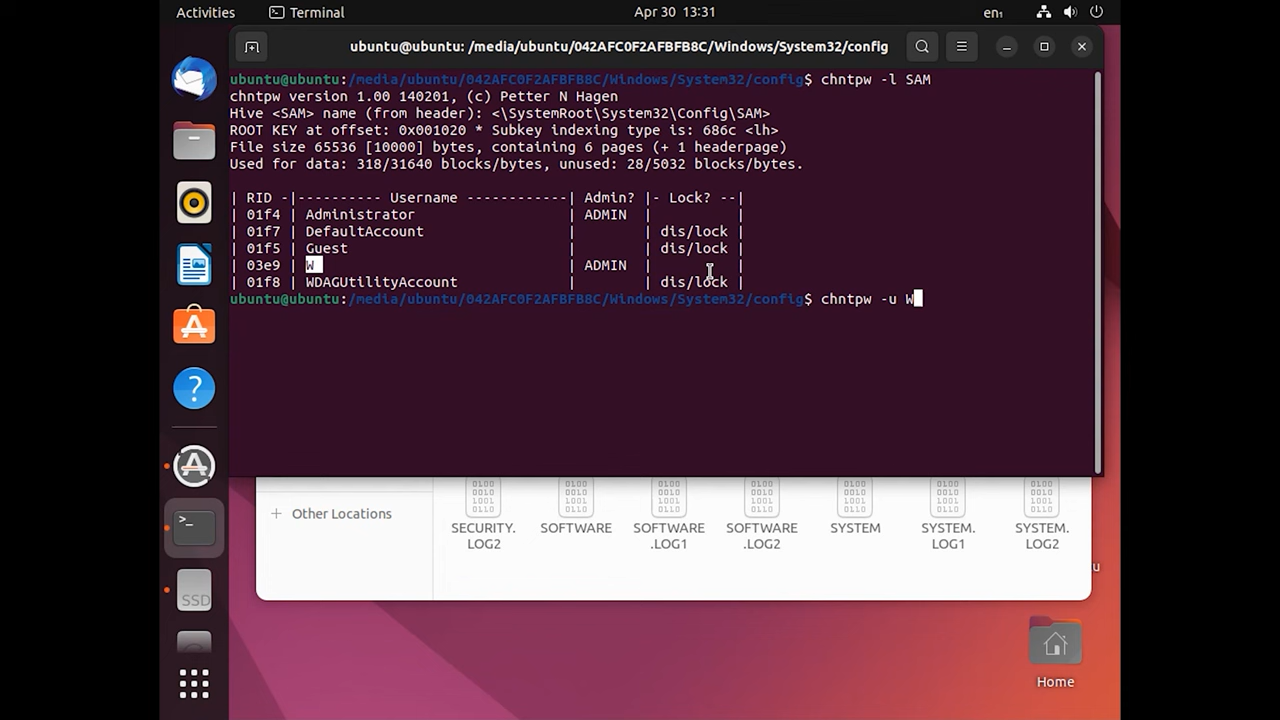 Activities Terminal Apr 30 13:31 en₁
ubuntu@ubuntu: /media/ubuntu/042AFC0F2AFBFB8C/Windows/System32/config
ubuntu@ubuntu:/media/ubuntu/042AFC0F2AFBFB8C/Windows/System32/config$ chntpw -l SAM
chntpw version 1.00 140201, (c) Petter N Hagen
Hive <SAM> name (from header): <\SystemRoot\System32\Config\SAM>
ROOT KEY at offset: 0x001020 * Subkey indexing type is: 686c <lh>
File size 65536 [10000] bytes, containing 6 pages (+ 1 headerpage)
Used for data: 318/31640 blocks/bytes, unused: 28/5032 blocks/bytes.
| RID -|---------- Username ------------| Admin? |- Lock? --|
| 01f4 | Administrator | ADMIN | |
| 01f7 | DefaultAccount | | dis/lock |
| 01f5 | Guest | | dis/lock |
| 03e9 | W | ADMIN | |
| 01f8 | WDAGUtilityAccount | | dis/lock |
ubuntu@ubuntu:/media/ubuntu/042AFC0F2AFBFB8C/Windows/System32/config$ chntpw -u W
+ Other Locations
SECURITY.LOG2 SOFTWARE SOFTWARE.LOG1 SOFTWARE.LOG2 SYSTEM SYSTEM.LOG1 SYSTEM.LOG2
u
SSD
Home